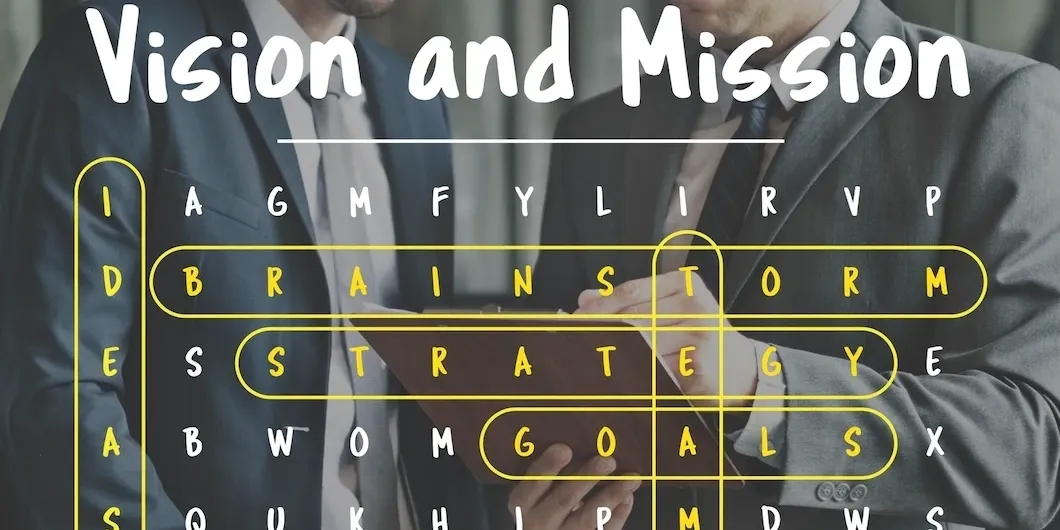 Vision and Mission
I A G M F Y L I R V P
D B R A I N S T O R M
E S S T R A T E G Y E
A B W O M G O A L S X
S Q U K H I P M D W S